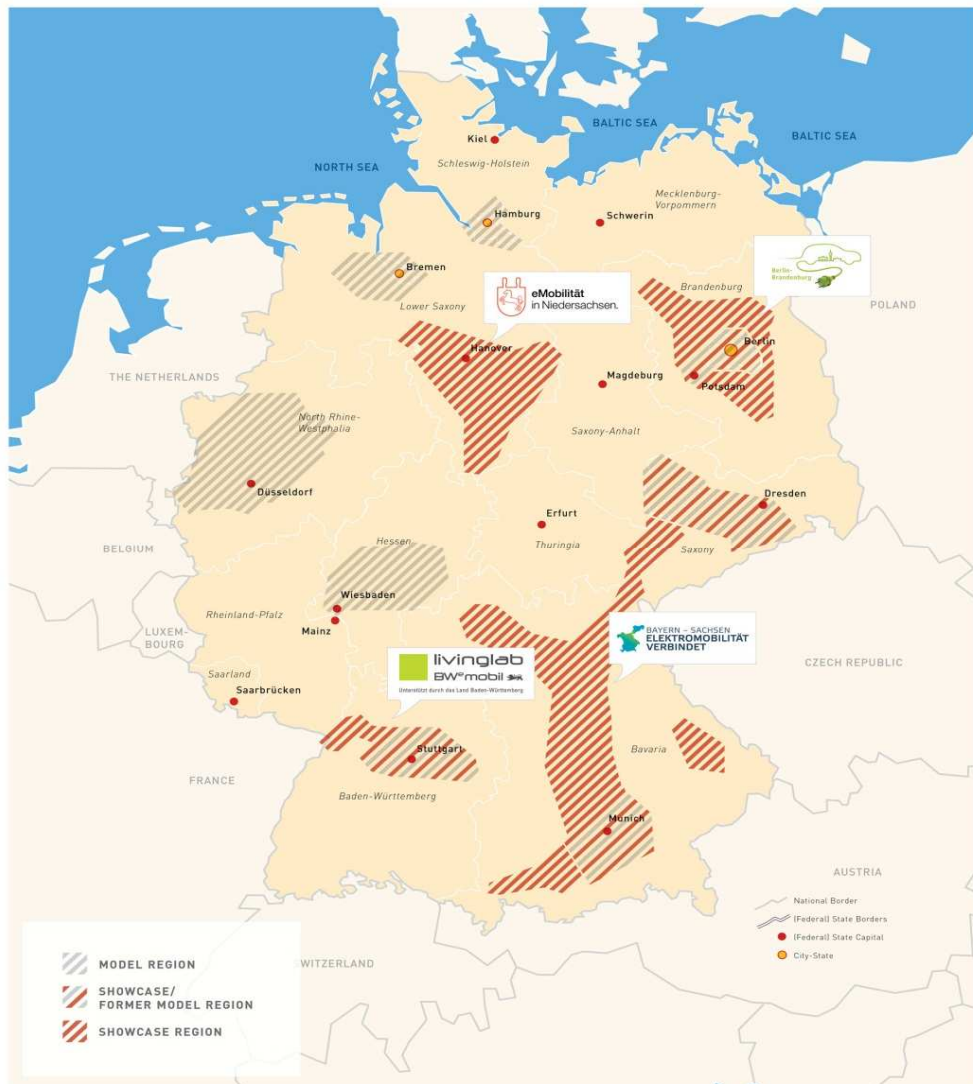 BALTIC SEA
BALTIC SEA
Kiel
Schleswig-Holstein
NORTH SEA
Mecklenburg-
Vorpommern
Hamburg
Schwerin
Bremen
Berlin-
Brandenburg
eMobilität
in Niedersachsen.
Brandenburg
Lower Saxony
POLAND
Hanover
Berlin
THE NETHERLANDS
Magdeburg
Potsdam
North Rhine-
Westphalia
Saxony-Anhalt
Düsseldorf
Dresden
Erfurt
Thuringia
Saxony
BELGIUM
Hessen
Wiesbaden
Rheinland-Pfalz
Mainz
LUXEM-
BOURG
BAYERN – SACHSEN
ELEKTROMOBILITÄT
VERBINDET
livinglab
BWe mobil
Unterstützt durch das Land Baden-Württemberg
CZECH REPUBLIC
Saarland
Saarbrücken
Stuttgart
Bavaria
FRANCE
Baden-Württemberg
Munich
AUSTRIA
National Border
(Federal) State Borders
(Federal) State Capital
City-State
SWITZERLAND
MODEL REGION
SHOWCASE/
FORMER MODEL REGION
SHOWCASE REGION